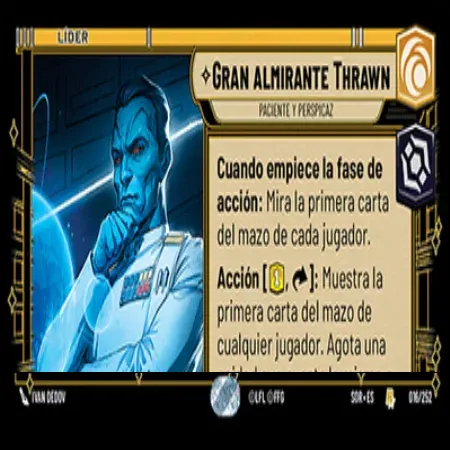 LÍDER
GRAN ALMIRANTE THRAWN
PACIENTE Y PERSPICAZ
Cuando empiece la fase de
acción: Mira la primera carta
del mazo de cada jugador.
Acción [1, ]: Muestra la
primera carta del mazo de
cualquier jugador. Agota una
IVAN DEDOV
©LFL ©FFG
SOR • ES
016/252